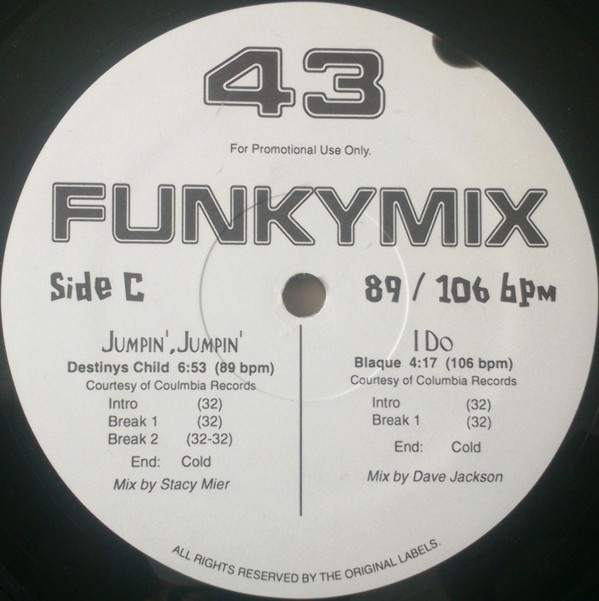 43
For Promotional Use Only.
FUNKYMIX
Side C
89 / 106 bpm
Jumpin', Jumpin'
Destinys Child 6:53 (89 bpm)
Courtesy of Coulmbia Records
Intro (32)
Break 1 (32)
Break 2 (32-32)
End: Cold
Mix by Stacy Mier
I Do
Blaque 4:17 (106 bpm)
Courtesy of Columbia Records
Intro (32)
Break 1 (32)
End: Cold
Mix by Dave Jackson
ALL RIGHTS RESERVED BY THE ORIGINAL LABELS.